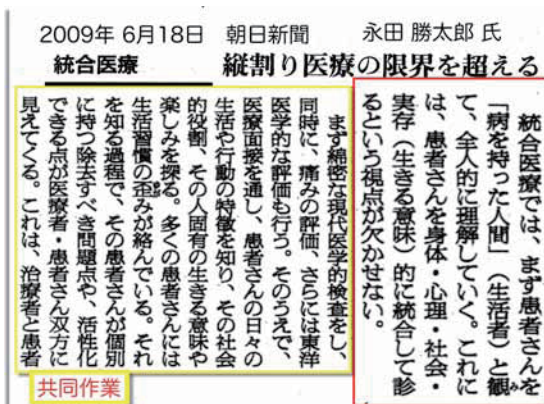 2009年 6月18日　朝日新聞　永田 勝太郎 氏
統合医療　縦割り医療の限界を超える
統合医療では、まず患者さんを
「病を持った人間」（生活者）と観
み
て、全人的に理解していく。これに
は、患者さんを身体・心理・社会・
実存（生きる意味）的に統合して診
るという視点が欠かせない。
まず綿密な現代医学的検査をし、
同時に、痛みの評価、さらには東洋
医学的な評価も行う。そのうえで、
医療面接を通し、患者さんの日々の
生活や行動の特徴を知り、その社会
的役割、その人固有の生きる意味や
楽しみを探る。多くの患者さんには
生活習慣の歪みが絡んでいる。それ
を知る過程で、その患者さんが個別
に持つ除去すべき問題点や、活性化
できる点が医療者・患者さん双方に
見えてくる。これは、治療者と患者
共同作業